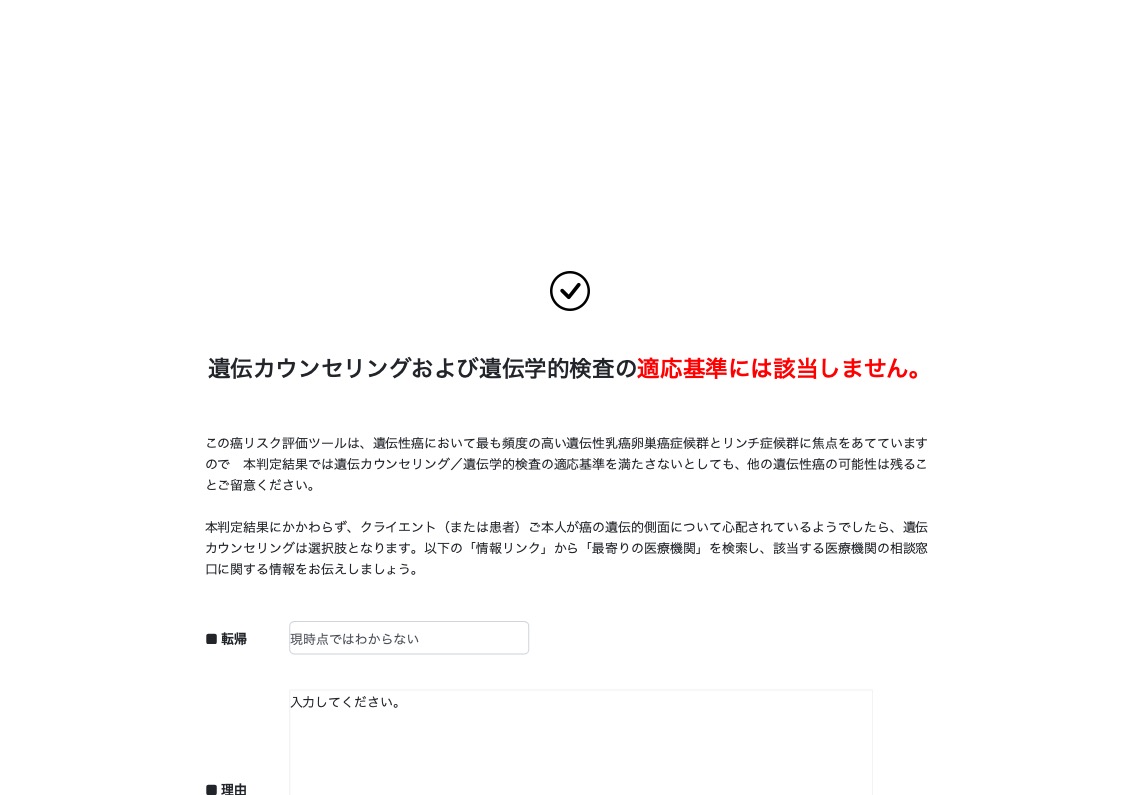 遺伝カウンセリングおよび遺伝学的検査の適応基準には該当しません。
この癌リスク評価ツールは、遺伝性癌において最も頻度の高い遺伝性乳癌卵巣癌症候群とリンチ症候群に焦点をあてています
ので　本判定結果では遺伝カウンセリング／遺伝学的検査の適応基準を満たさないとしても、他の遺伝性癌の可能性は残るこ
とご留意ください。
本判定結果にかかわらず、クライエント（または患者）ご本人が癌の遺伝的側面について心配されているようでしたら、遺伝
カウンセリングは選択肢となります。以下の「情報リンク」から「最寄りの医療機関」を検索し、該当する医療機関の相談窓
口に関する情報をお伝えしましょう。
■ 転帰 現時点ではわからない
入力してください。
■ 理由